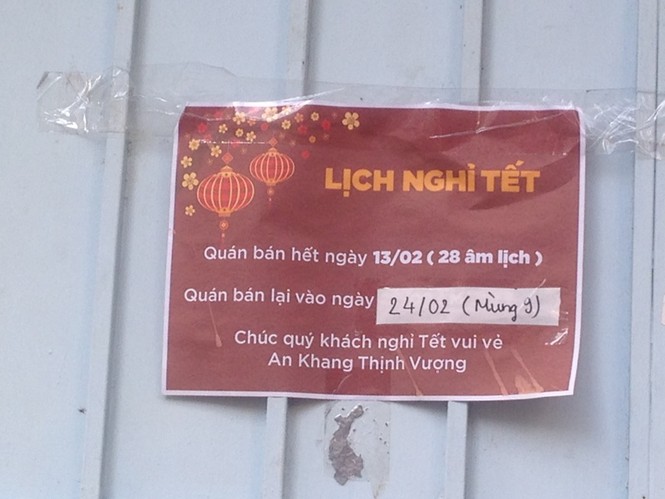 LỊCH NGHỈ TẾT
Quán bán hết ngày 13/02 ( 28 âm lịch )
Quán bán lại vào ngày 24/02 (Mùng 9)
Chúc quý khách nghỉ Tết vui vẻ
An Khang Thịnh Vượng